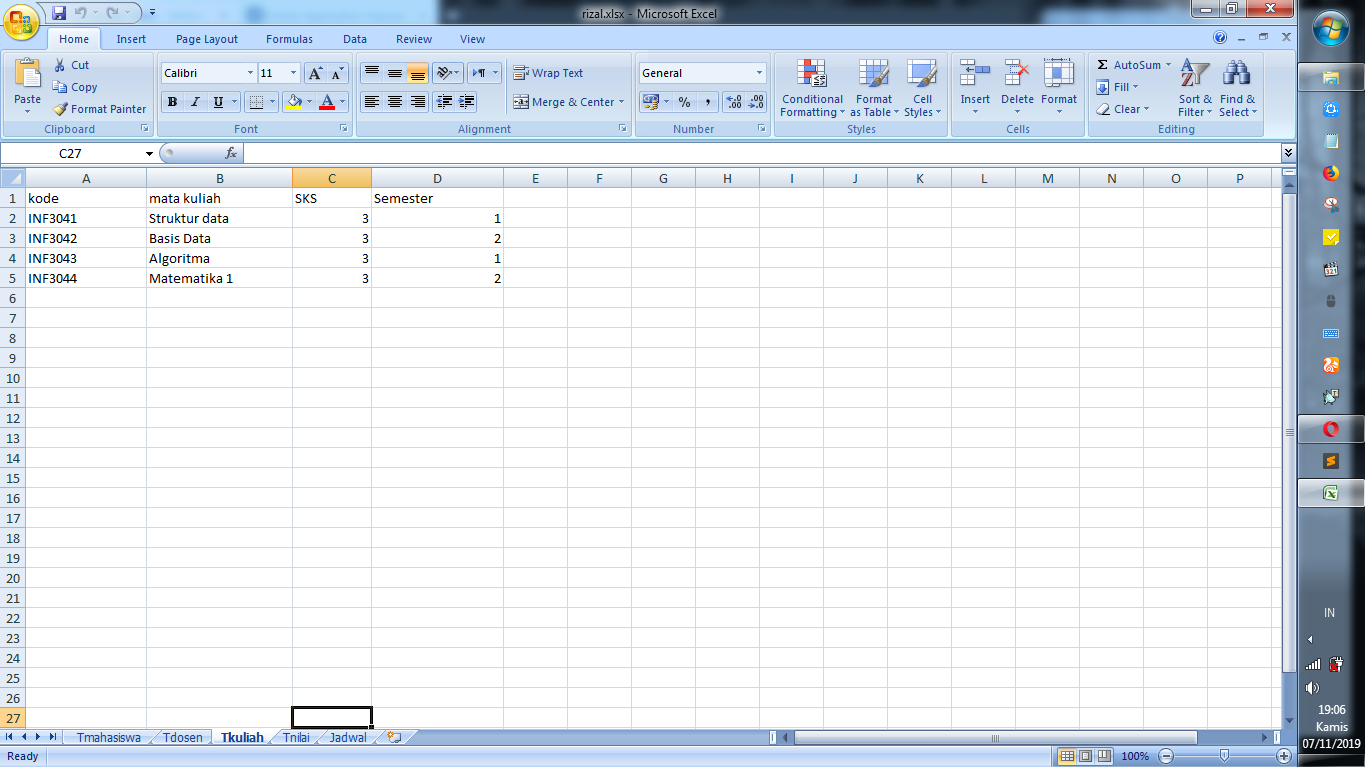 rizal.xlsx - Microsoft Excel
Home Insert Page Layout Formulas Data Review View
Paste Cut Copy Format Painter
Calibri 11
B I U A
Wrap Text
Merge & Center
General
% ,
Conditional Formatting Format as Table Cell Styles
Insert Delete Format
Σ AutoSum
Fill
Clear
Sort & Filter Find & Select
Clipboard Font Alignment Number Styles Cells Editing
C27 fx
A B C D E F G H I J K L M N O P
1 kode mata kuliah SKS Semester
2 INF3041 Struktur data 3 1
3 INF3042 Basis Data 3 2
4 INF3043 Algoritma 3 1
5 INF3044 Matematika 1 3 2
6
7
8
9
10
11
12
13
14
15
16
17
18
19
20
21
22
23
24
25
26
27
Tmahasiswa Tdosen Tkuliah Tnilai Jadwal
Ready 100%
IN
19:06
Kamis
07/11/2019